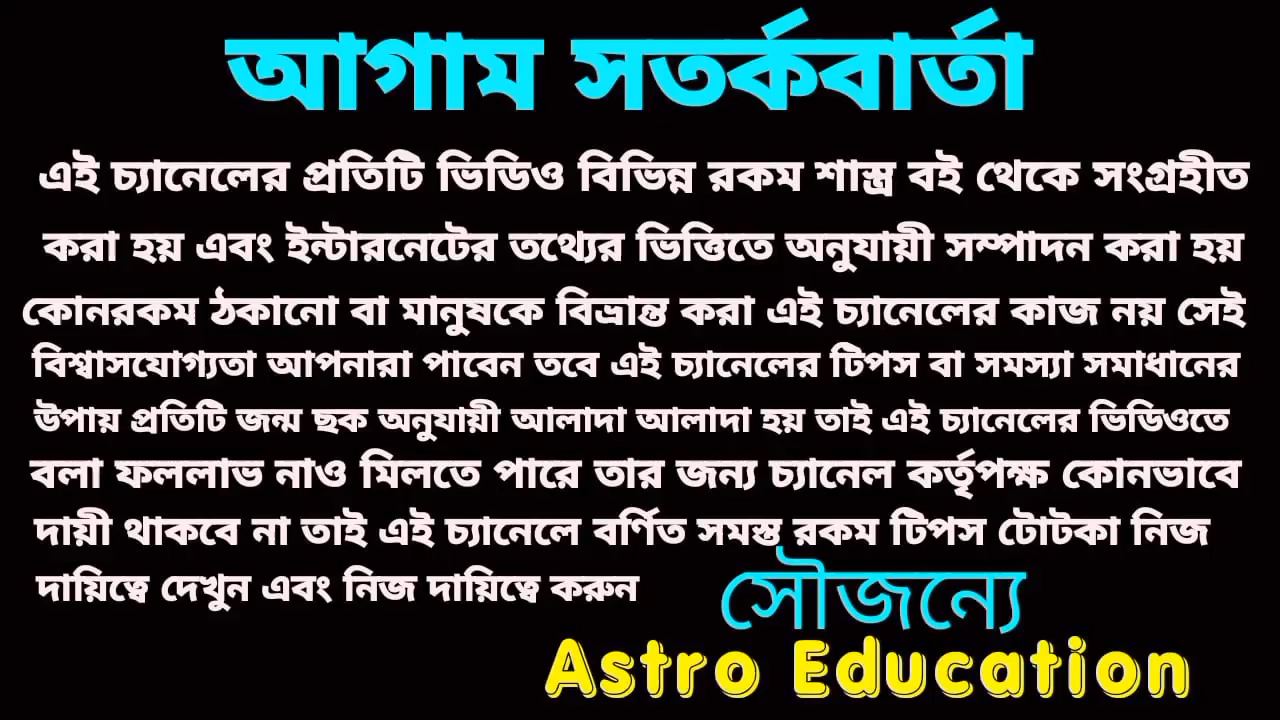 আগাম সতর্কবার্তা
এই চ্যানেলের প্রতিটি ভিডিও বিভিন্ন রকম শাস্ত্র বই থেকে সংগ্রহীত
করা হয় এবং ইন্টারনেটের তথ্যের ভিত্তিতে অনুযায়ী সম্পাদন করা হয়
কোনরকম ঠকানো বা মানুষকে বিভ্রান্ত করা এই চ্যানেলের কাজ নয় সেই
বিশ্বাসযোগ্যতা আপনারা পাবেন তবে এই চ্যানেলের টিপস বা সমস্যা সমাধানের
উপায় প্রতিটি জন্ম ছক অনুযায়ী আলাদা আলাদা হয় তাই এই চ্যানেলের ভিডিওতে
বলা ফললাভ নাও মিলতে পারে তার জন্য চ্যানেল কর্তৃপক্ষ কোনভাবে
দায়ী থাকবে না তাই এই চ্যানেলে বর্ণিত সমস্ত রকম টিপস টোটকা নিজ
দায়িত্বে দেখুন এবং নিজ দায়িত্বে করুন
সৌজন্যে
Astro Education